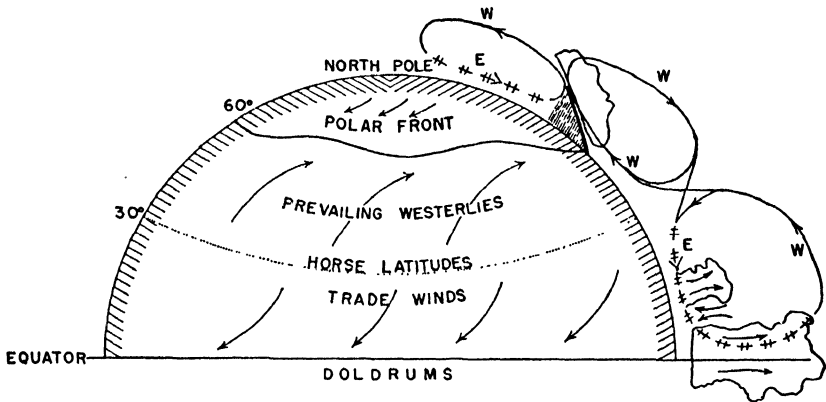 W
NORTH POLE
E
W
60°
POLAR FRONT
W
PREVAILING WESTERLIES
30°
E
W
HORSE LATITUDES
TRADE WINDS
EQUATOR
DOLDRUMS